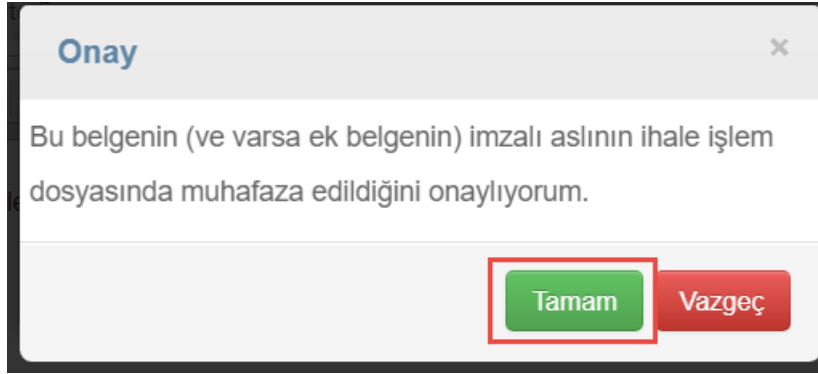 Onay ×
Bu belgenin (ve varsa ek belgenin) imzalı aslının ihale işlem
dosyasında muhafaza edildiğini onaylıyorum.
Tamam Vazgeç